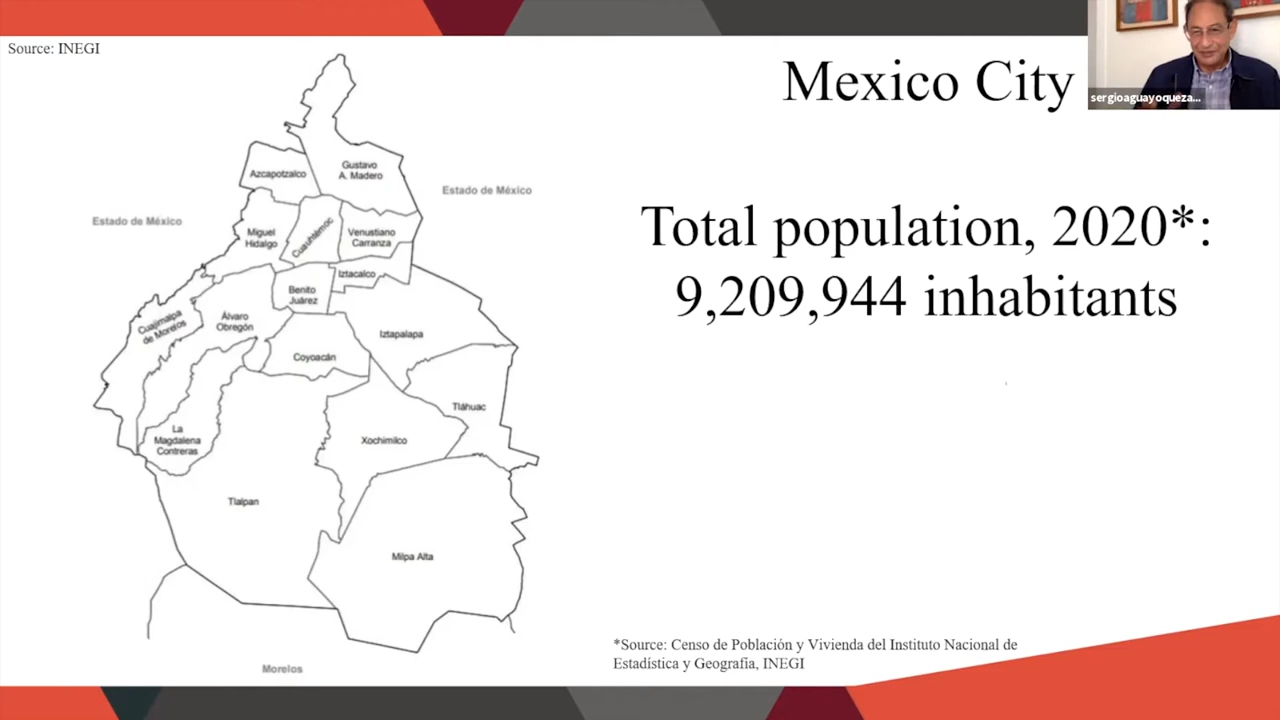 Source: INEGI
Mexico City
sergioaguayoqueza...
Total population, 2020*:
9,209,944 inhabitants
Estado de México
Estado de México
Azcapotzalco
Gustavo
A. Madero
Miguel
Hidalgo
Cuauhtémoc
Venustiano
Carranza
Iztacalco
Benito
Juárez
Cuajimalpa
de Morelos
Álvaro
Obregón
Iztapalapa
Coyoacán
Tláhuac
La
Magdalena
Contreras
Xochimilco
Tlalpan
Milpa Alta
Morelos
*Source: Censo de Población y Vivienda del Instituto Nacional de
Estadística y Geografía, INEGI